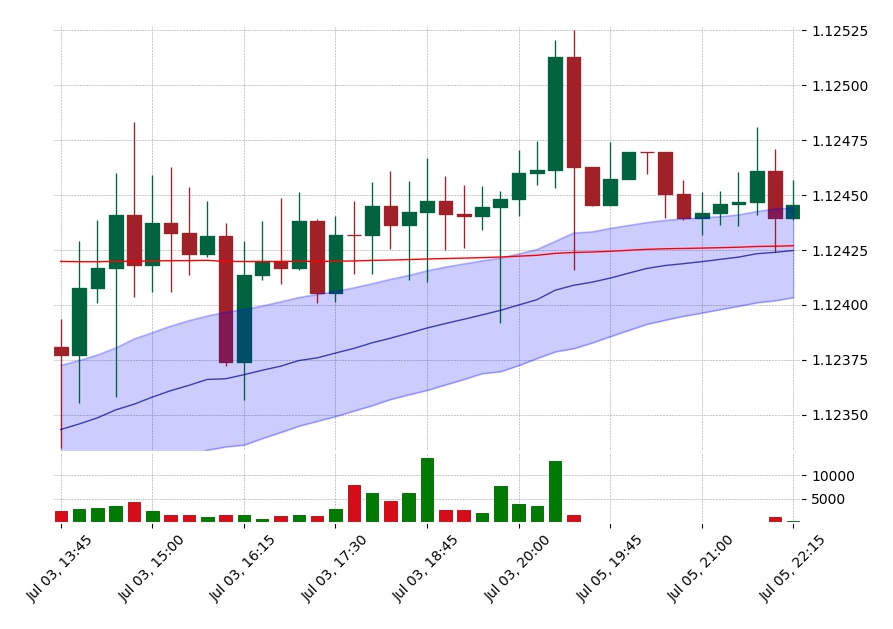 1.12525
1.12500
1.12475
1.12450
1.12425
1.12400
1.12375
1.12350
10000
5000
Jul 03, 13:45
Jul 03, 15:00
Jul 03, 16:15
Jul 03, 17:30
Jul 03, 18:45
Jul 03, 20:00
Jul 05, 19:45
Jul 05, 21:00
Jul 05, 22:15